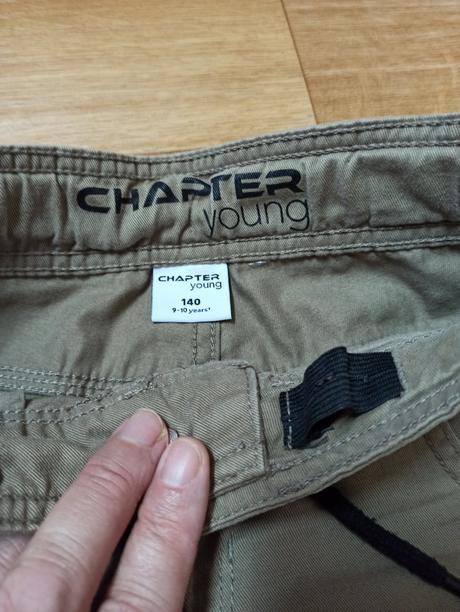 CHAPTER
young
CHAPTER
young
140
9-10 years+